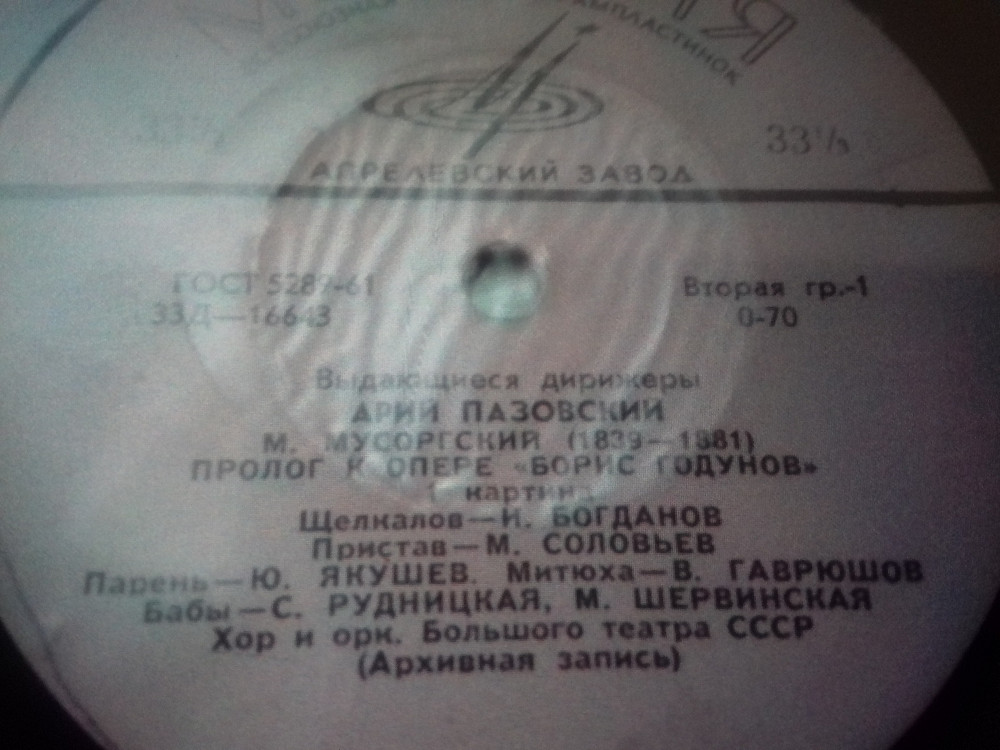 АМПЛАСТИНОК
33⅓
АПРЕЛЕВСКИЙ ЗАВОД
ГОСТ 5289-61
33Д—16643
Вторая гр.-1
0-70
Выдающиеся дирижеры
АРИЙ ПАЗОВСКИЙ
М. МУСОРГСКИЙ (1839—1881)
ПРОЛОГ К ОПЕРЕ «БОРИС ГОДУНОВ»
1 картина
Щелкалов—И. БОГДАНОВ
Пристав—М. СОЛОВЬЕВ
Парень—Ю. ЯКУШЕВ. Митюха—В. ГАВРЮШОВ
Бабы—С. РУДНИЦКАЯ, М. ШЕРВИНСКАЯ
Хор и орк. Большого театра СССР
(Архивная запись)